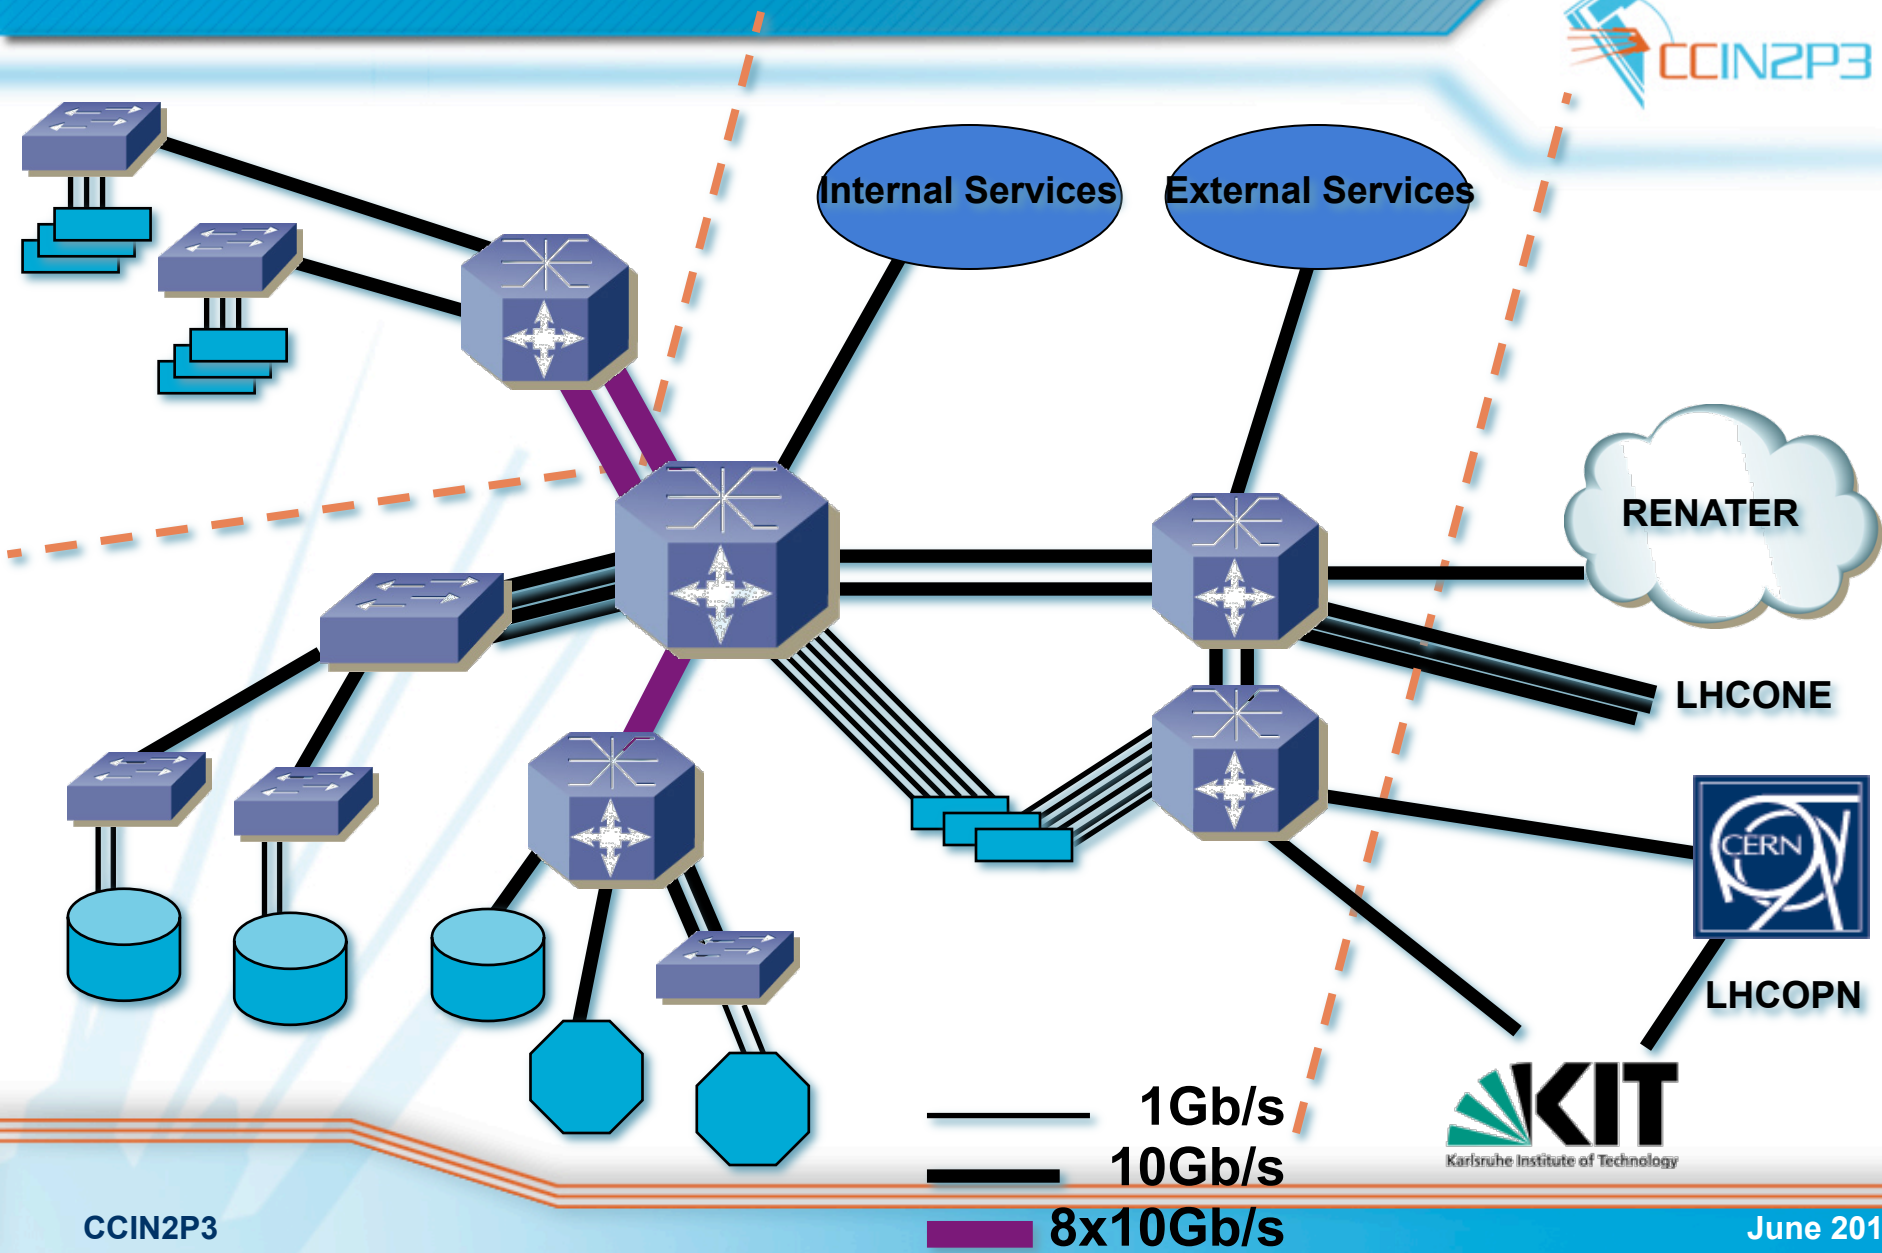 CCIN2P3
Internal Services
External Services
RENATER
LHCONE
CERN
LHCOPN
KIT
Karlsruhe Institute of Technology
1Gb/s
10Gb/s
8x10Gb/s
CCIN2P3
June 201